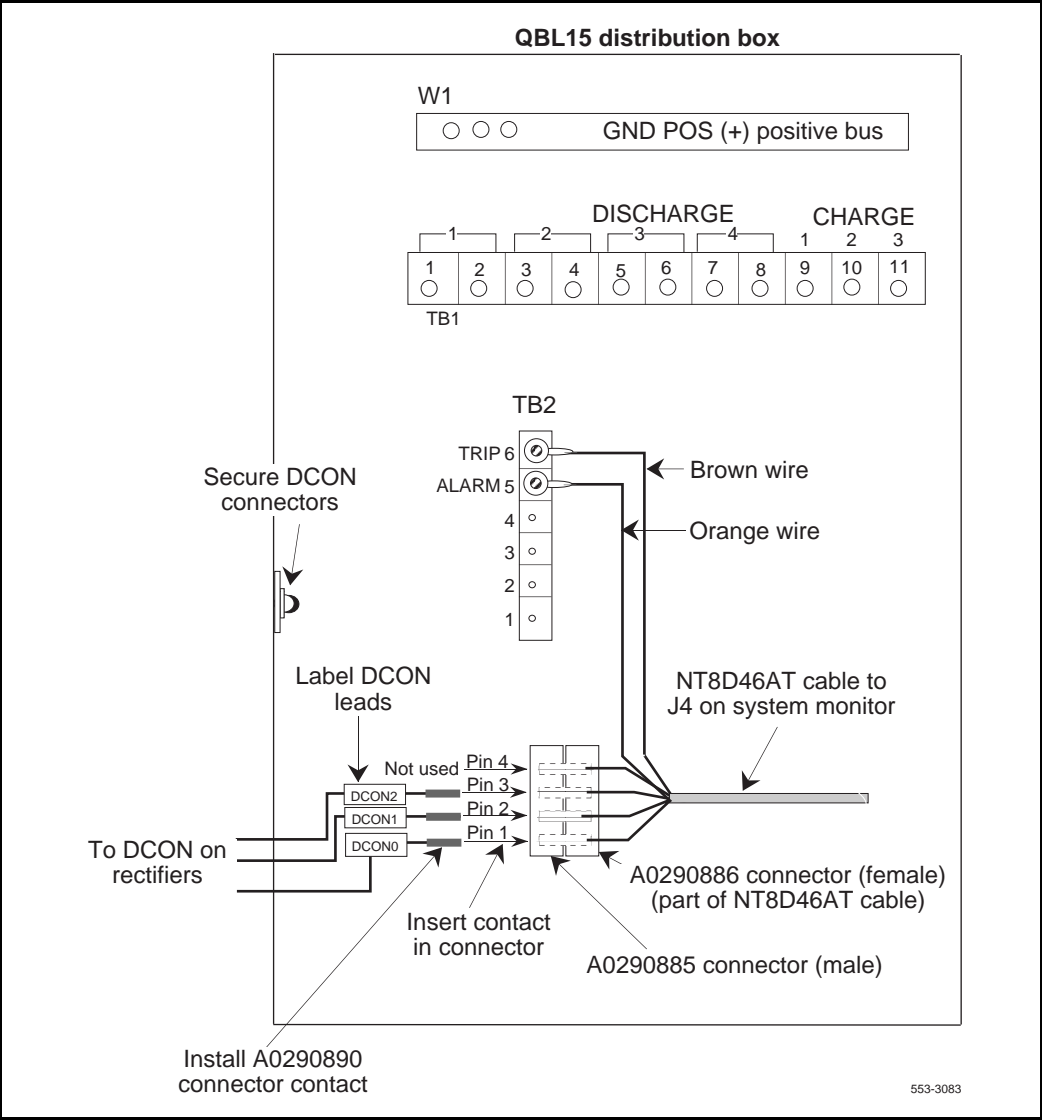 QBL15 distribution box
W1
GND POS (+) positive bus
DISCHARGE
CHARGE
1 2 3 4 1 2 3
1 2 3 4 5 6 7 8 9 10 11
TB1
TB2
TRIP 6
ALARM 5
4
3
2
1
Brown wire
Orange wire
Secure DCON
connectors
Label DCON
leads
NT8D46AT cable to
J4 on system monitor
Not used Pin 4
DCON2 Pin 3
DCON1 Pin 2
DCON0 Pin 1
To DCON on
rectifiers
A0290886 connector (female)
(part of NT8D46AT cable)
Insert contact
in connector
A0290885 connector (male)
Install A0290890
connector contact
553-3083